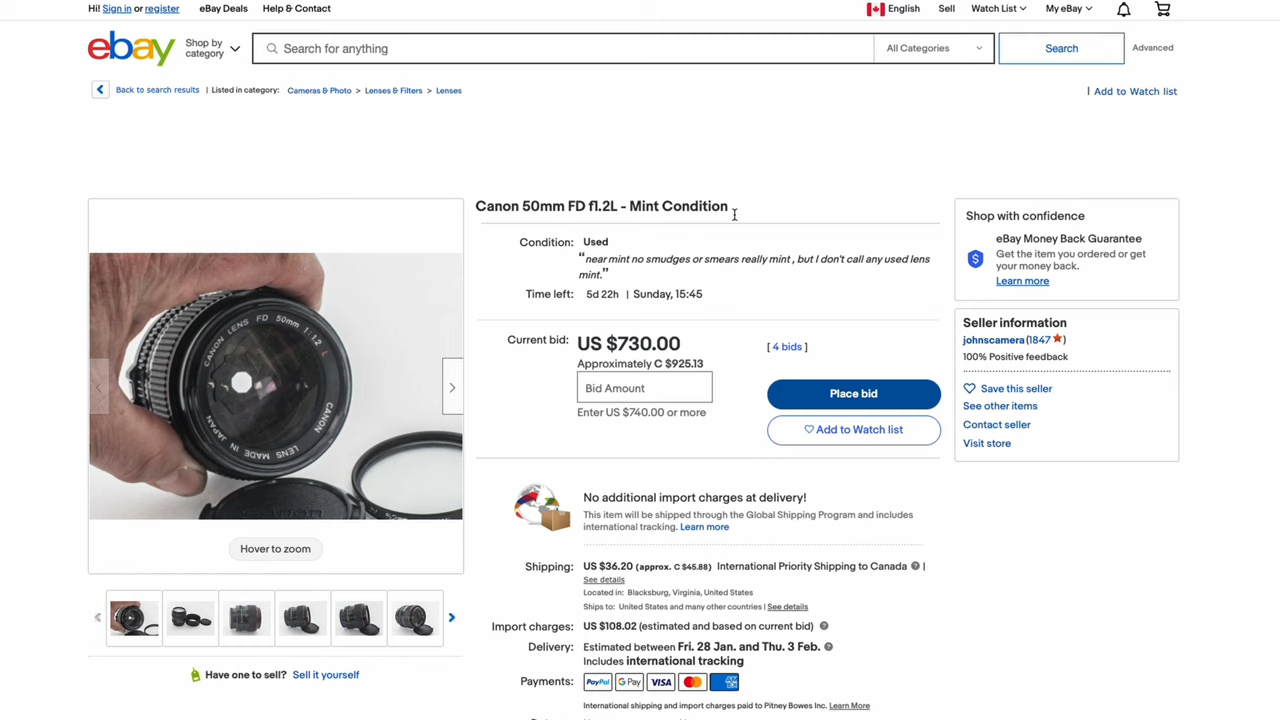 Hi! Sign in or register
eBay Deals
Help & Contact
English
Sell
Watch List
My eBay
ebay
Shop by
category
Search for anything
All Categories
Search
Advanced
Back to search results | Listed in category: Cameras & Photo > Lenses & Filters > Lenses
| Add to Watch list
CANON LENS FD 50mm 1:1.2 L
CANON
LENS MADE IN JAPAN
Hover to zoom
Have one to sell? Sell it yourself
Canon 50mm FD f1.2L - Mint Condition
Condition: Used
“near mint no smudges or smears really mint , but I don't call any used lens
mint.”
Time left: 5d 22h | Sunday, 15:45
Current bid: US $730.00
Approximately C $925.13
Bid Amount
Enter US $740.00 or more
[ 4 bids ]
Place bid
Add to Watch list
No additional import charges at delivery!
This item will be shipped through the Global Shipping Program and includes
international tracking. Learn more
Shipping: US $36.20 (approx. C $45.88) International Priority Shipping to Canada ? |
See details
Located in: Blacksburg, Virginia, United States
Ships to: United States and many other countries | See details
Import charges: US $108.02 (estimated and based on current bid) ?
Delivery: Estimated between Fri. 28 Jan. and Thu. 3 Feb. ?
Includes international tracking
Payments: PayPal G Pay VISA
International shipping and import charges paid to Pitney Bowes Inc. Learn More
Shop with confidence
eBay Money Back Guarantee
Get the item you ordered or get
your money back.
Learn more
Seller information
johnscamera (1847 )
100% Positive feedback
Save this seller
See other items
Contact seller
Visit store